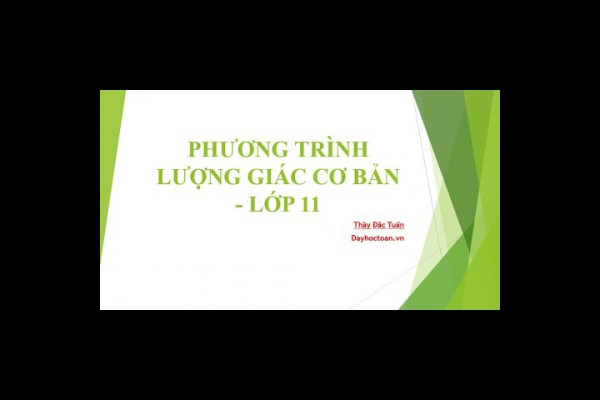 PHƯƠNG TRÌNH
LƯỢNG GIÁC CƠ BẢN
- LỚP 11
Thầy Đắc Tuấn
Dayhoctoan.vn